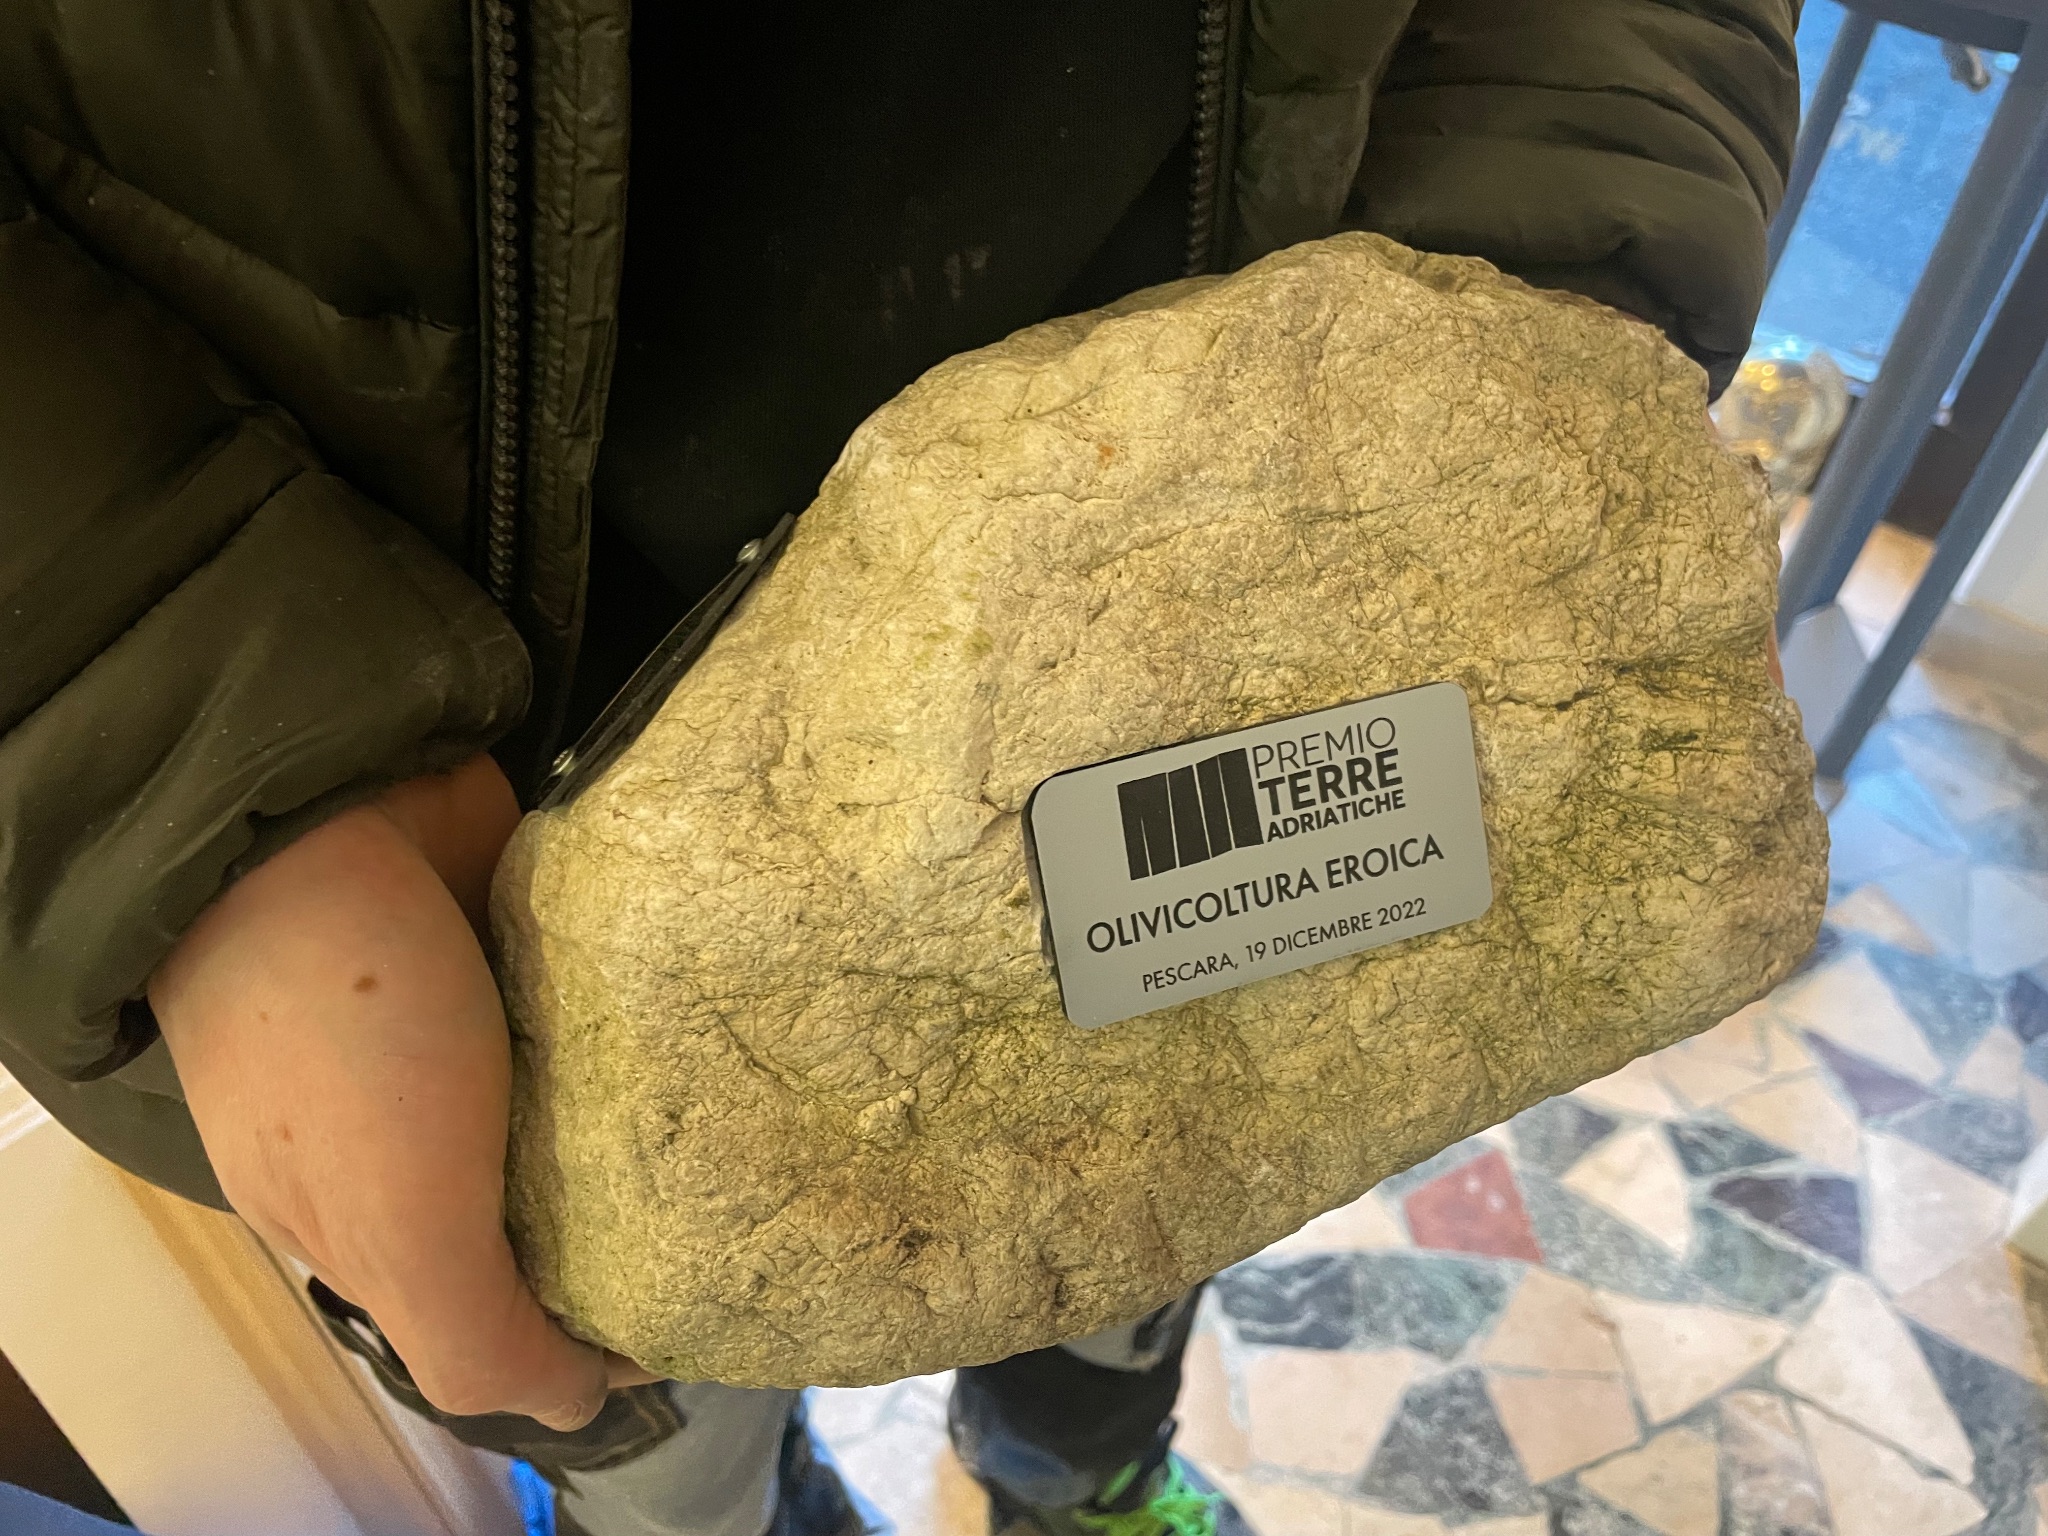 PREMIO
TERRE
ADRIATICHE
OLIVICOLTURA EROICA
PESCARA, 19 DICEMBRE 2022